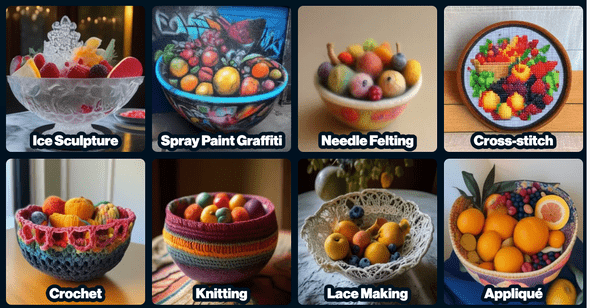 Ice Sculpture
Spray Paint Graffiti
Needle Felting
Cross-stitch
Crochet
Knitting
Lace Making
Appliqué